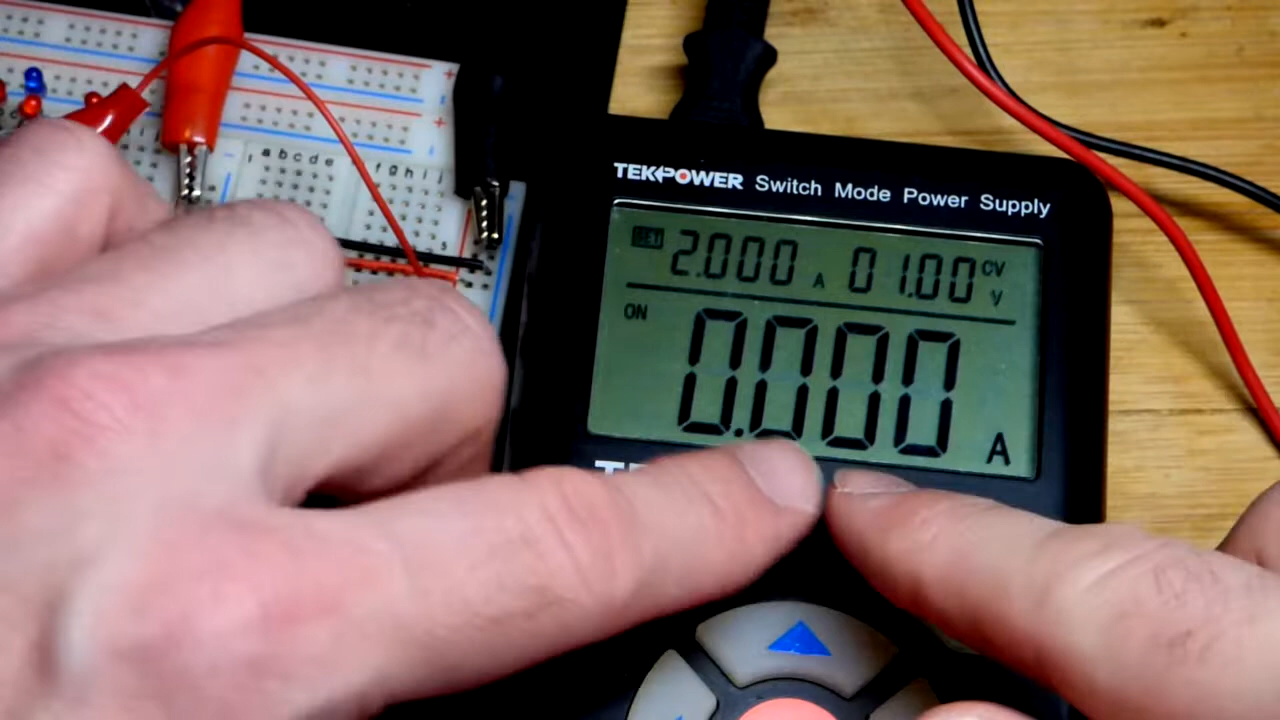 TEKPOWER Switch Mode Power Supply
SET 2.000 A 01.00 CV V
ON
0.000 A
a b c d e f g h i j